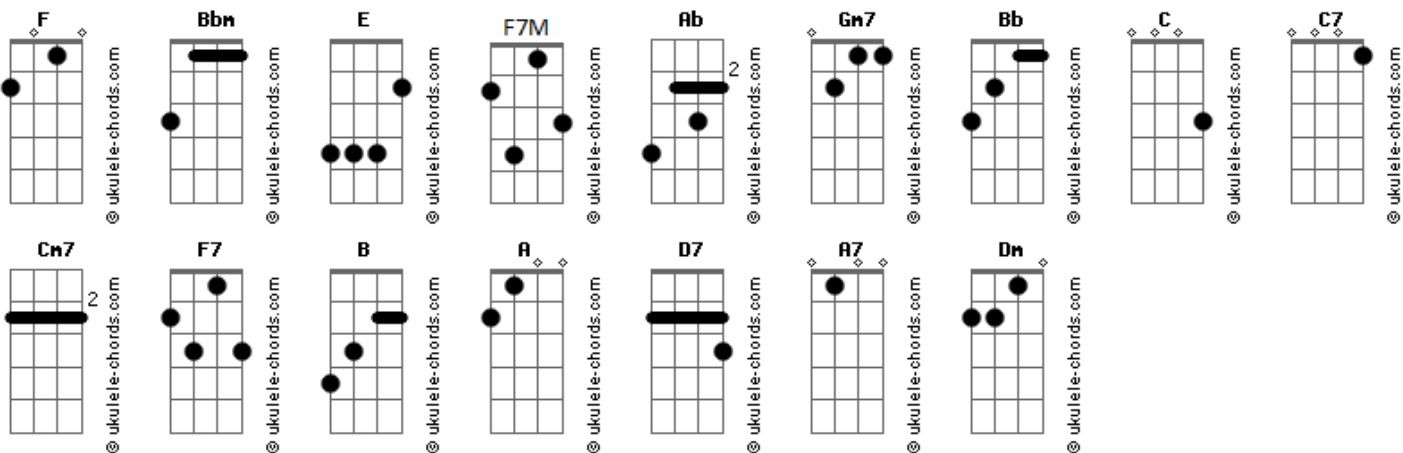 F Bbm E F7M Ab Gm7 Bb C C7
2
© ukulele-chords.com © ukulele-chords.com © ukulele-chords.com © ukulele-chords.com © ukulele-chords.com © ukulele-chords.com © ukulele-chords.com © ukulele-chords.com © ukulele-chords.com
Cm7 F7 B A D7 A7 Dm
2
© ukulele-chords.com © ukulele-chords.com © ukulele-chords.com © ukulele-chords.com © ukulele-chords.com © ukulele-chords.com © ukulele-chords.com